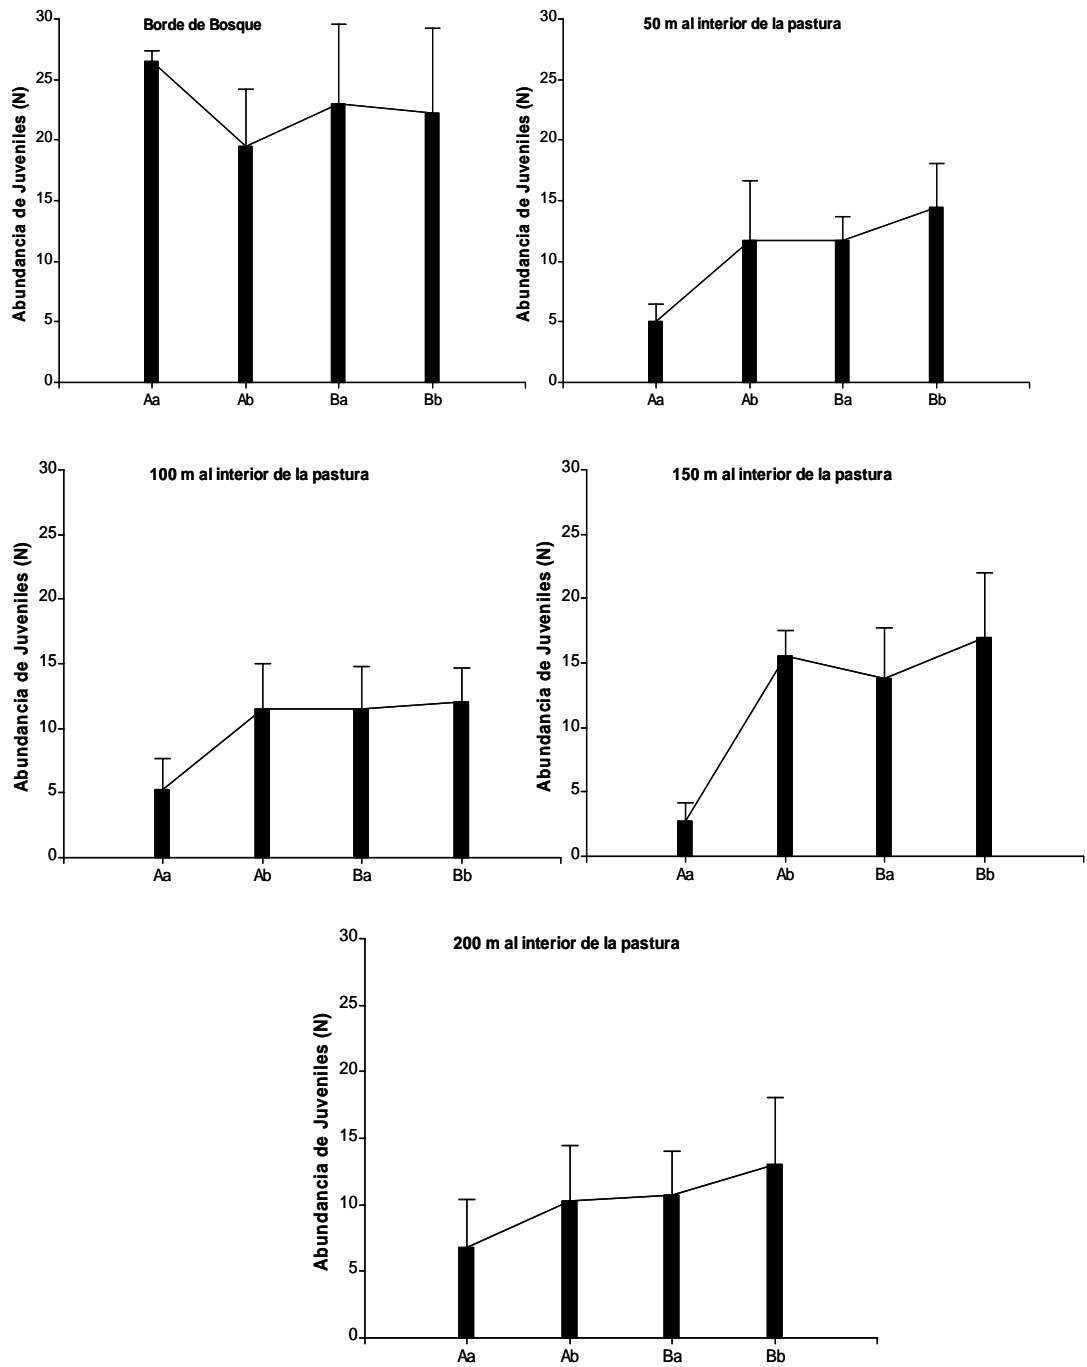 Borde de Bosque
Abundancia de Juveniles (N)
30
25
20
15
10
5
0
Aa Ab Ba Bb
50 m al interior de la pastura
Abundancia de Juveniles (N)
30
25
20
15
10
5
0
Aa Ab Ba Bb
100 m al interior de la pastura
Abundancia de Juveniles (N)
30
25
20
15
10
5
0
Aa Ab Ba Bb
150 m al interior de la pastura
Abundancia de Juveniles (N)
30
25
20
15
10
5
0
Aa Ab Ba Bb
200 m al interior de la pastura
Abundancia de Juveniles (N)
30
25
20
15
10
5
0
Aa Ab Ba Bb